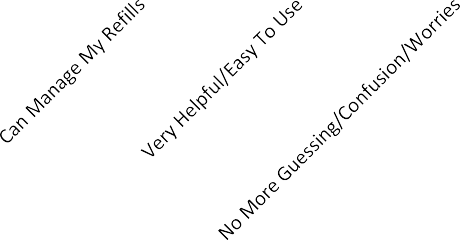 Can Manage My Refills
Very Helpful/Easy To Use
No More Guessing/Confusion/Worries